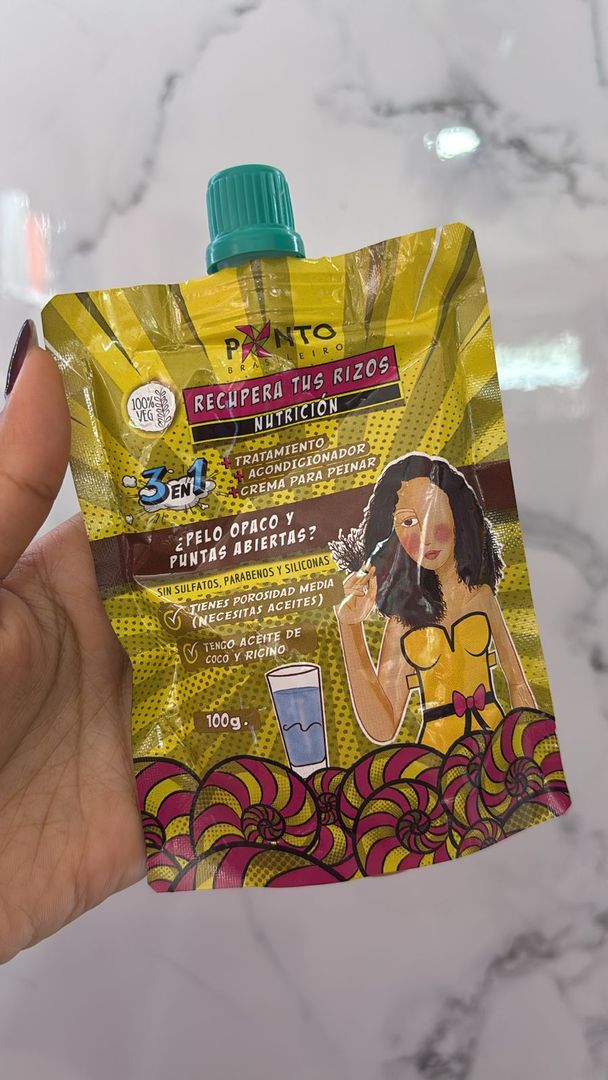 PONTO
BRASILEIRO
RECUPERA TUS RIZOS
NUTRICIÓN
100%
VEG
3 EN 1
+ TRATAMIENTO
+ ACONDICIONADOR
+ CREMA PARA PEINAR
¿PELO OPACO Y
PUNTAS ABIERTAS?
SIN SULFATOS, PARABENOS Y SILICONAS
TIENES POROSIDAD MEDIA
(NECESITAS ACEITES)
TENGO ACEITE DE
COCO Y RICINO
100g.